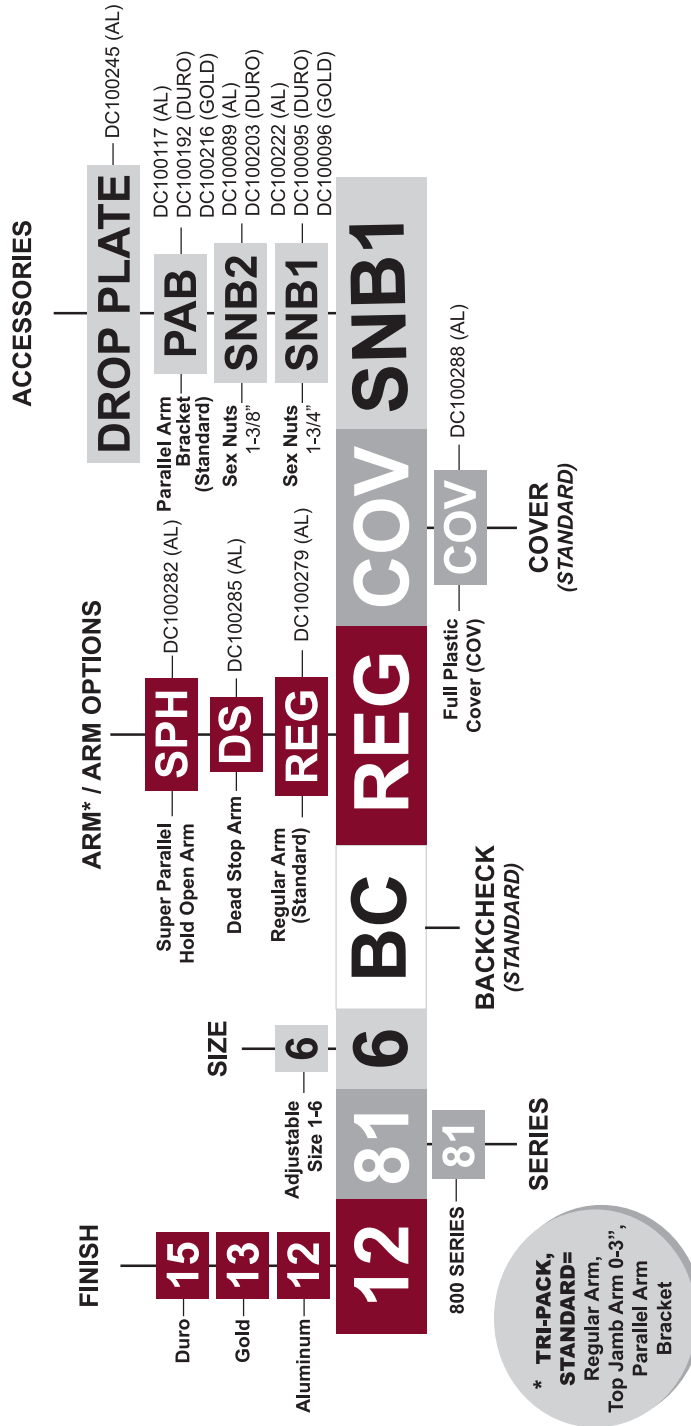 FINISH
Duro
15
Gold
13
Aluminum
12
SIZE
Adjustable
Size 1-6
6
ARM* / ARM OPTIONS
Super Parallel
Hold Open Arm
SPH
DC100282 (AL)
Dead Stop Arm
DS
DC100285 (AL)
Regular Arm
(Standard)
REG
DC100279 (AL)
ACCESSORIES
DROP PLATE
DC100245 (AL)
Parallel Arm
Bracket
(Standard)
PAB
DC100117 (AL)
DC100192 (DURO)
DC100216 (GOLD)
Sex Nuts
1-3/8"
SNB2
DC100089 (AL)
DC100203 (DURO)
Sex Nuts
1-3/4"
SNB1
DC100222 (AL)
DC100095 (DURO)
DC100096 (GOLD)
12 81 6 BC REG COV SNB1
800 SERIES
81
SERIES
BACKCHECK
(STANDARD)
Full Plastic
Cover (COV)
COV
DC100288 (AL)
COVER
(STANDARD)
* TRI-PACK,
STANDARD=
Regular Arm,
Top Jamb Arm 0-3",
Parallel Arm
Bracket